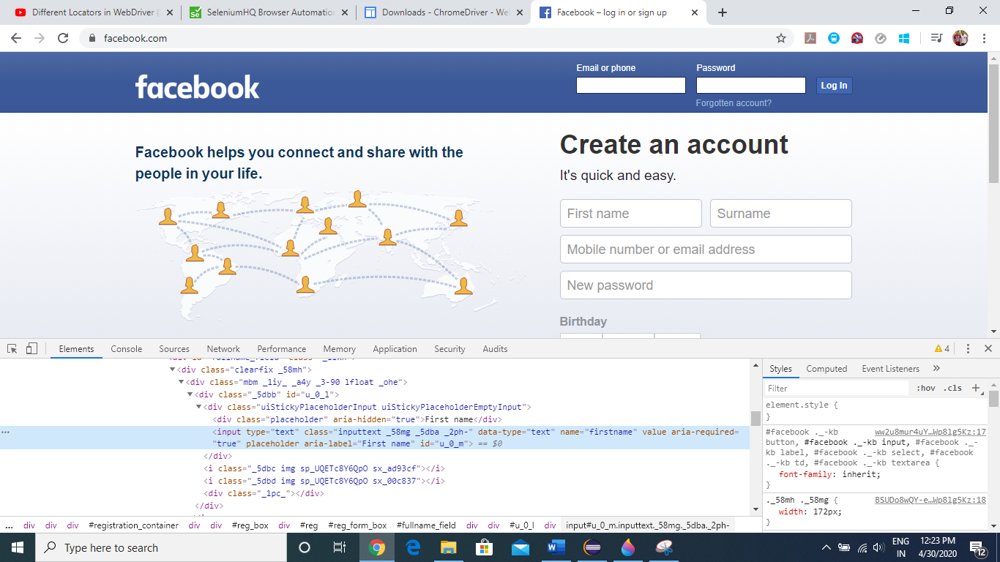 Different Locators in WebDriver (
SeleniumHQ Browser Automation
Downloads - ChromeDriver - We
Facebook – log in or sign up
facebook.com
facebook
Email or phone
Password
Log In
Forgotten account?
Facebook helps you connect and share with the
people in your life.
Create an account
It's quick and easy.
First name
Surname
Mobile number or email address
New password
Birthday
Elements Console Sources Network Performance Memory Application Security Audits
4
<div class="clearfix _58mh">
<div class="mbm _1iy_ _a4y _3-90 lfloat _ohe">
<div class="_5dbb" id="u_0_l">
<div class="uiStickyPlaceholderInput uiStickyPlaceholderEmptyInput">
<div class="placeholder" aria-hidden="true">First name</div>
... <input type="text" class="inputtext _58mg _5dba _2ph-" data-type="text" name="firstname" value aria-required=
"true" placeholder aria-label="First name" id="u_0_m"> == $0
</div>
<i class="_5dbc img sp_UQETc8Y6QpO sx_ad93cf"></i>
<i class="_5dbd img sp_UQETc8Y6QpO sx_00c837"></i>
<div class="_1pc_"></div>
</div>
... div div div #registration_container div div #reg_box div #reg #reg_form_box #fullname_field div div #u_0_l div input#u_0_m.inputtext._58mg._5dba._2ph-
Styles Computed Event Listeners »
Filter :hov .cls +
element.style {
}
#facebook ._-kb ww2u8mur4uY…Wp8lg5Kz:17
button, #facebook ._-kb input, #facebook ._-
kb label, #facebook ._-kb select, #facebook
._-kb td, #facebook ._-kb textarea {
font-family: inherit;
}
._58mh ._58mg { BSUDo8wQY-e…Wp8lg5Kz:18
width: 172px;
}
Type here to search
ENG
IN
12:23 PM
4/30/2020
12